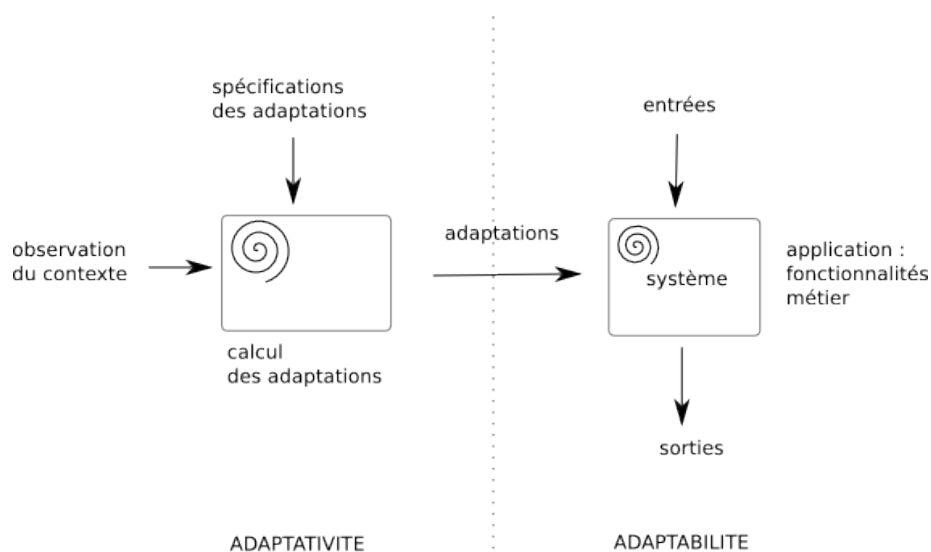 spécifications
des adaptations
observation
du contexte
calcul
des adaptations
adaptations
entrées
système
application :
fonctionnalités
métier
sorties
ADAPTATIVITE
ADAPTABILITE